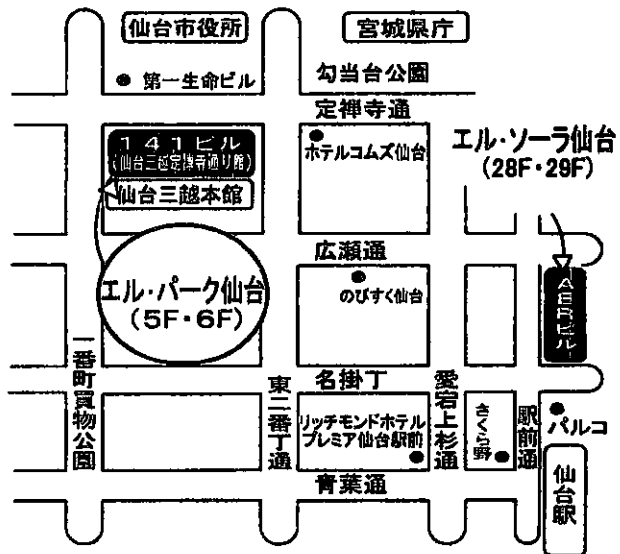 仙台市役所
宮城県庁
第一生命ビル
勾当台公園
定禅寺通
141ビル
(仙台三越定禅寺通り館)
仙台三越本館
ホテルコムズ仙台
エル・ソーラ仙台
(28F・29F)
広瀬通
エル・パーク仙台
(5F・6F)
のびすく仙台
AERビル
一番町買物公園
東二番丁通
名掛丁
愛宕上杉通
リッチモンドホテル
プレミア仙台駅前
さくら野
駅前通
パルコ
青葉通
仙台駅